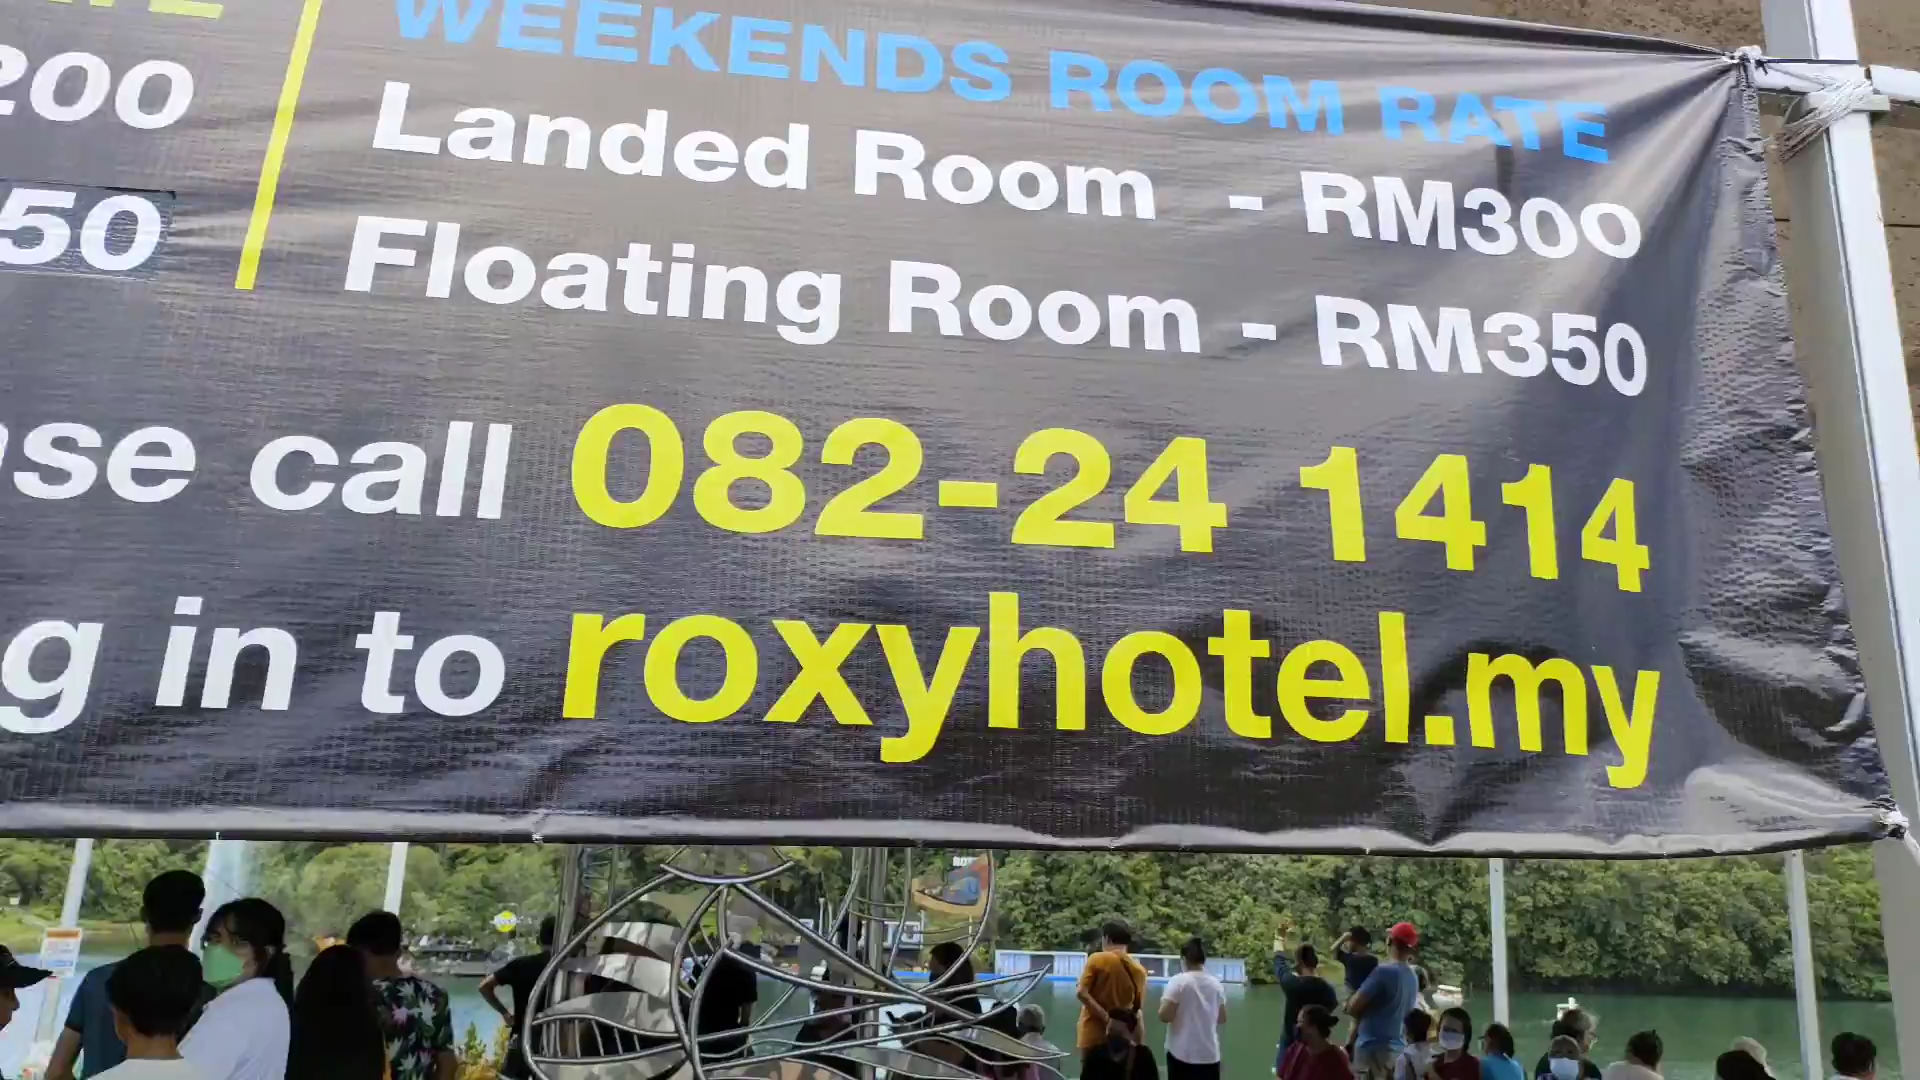 WEEKENDS ROOM RATE
200
Landed Room - RM300
50
Floating Room - RM350
call 082-24 1414
in to roxyhotel.my